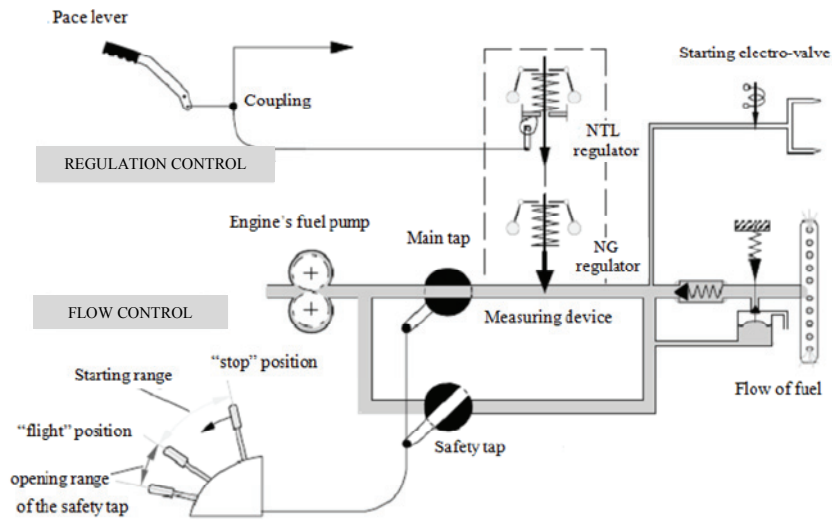 Pace lever
Coupling
REGULATION CONTROL
Starting electro-valve
NTL
regulator
Engine's fuel pump
Main tap
NG
regulator
FLOW CONTROL
Measuring device
Flow of fuel
"stop" position
Starting range
"flight" position
opening range
of the safety tap
Safety tap